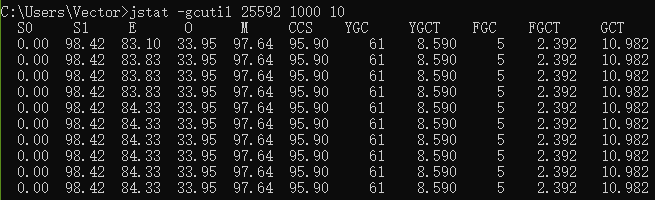 C:\Users\Vector>jstat -gcutil 25592 1000 10
S0 S1 E O M CCS YGC YGCT FGC FGCT GCT
0.00 98.42 83.10 33.95 97.64 95.90 61 8.590 5 2.392 10.982
0.00 98.42 83.83 33.95 97.64 95.90 61 8.590 5 2.392 10.982
0.00 98.42 83.83 33.95 97.64 95.90 61 8.590 5 2.392 10.982
0.00 98.42 83.83 33.95 97.64 95.90 61 8.590 5 2.392 10.982
0.00 98.42 84.33 33.95 97.64 95.90 61 8.590 5 2.392 10.982
0.00 98.42 84.33 33.95 97.64 95.90 61 8.590 5 2.392 10.982
0.00 98.42 84.33 33.95 97.64 95.90 61 8.590 5 2.392 10.982
0.00 98.42 84.33 33.95 97.64 95.90 61 8.590 5 2.392 10.982
0.00 98.42 84.33 33.95 97.64 95.90 61 8.590 5 2.392 10.982
0.00 98.42 84.33 33.95 97.64 95.90 61 8.590 5 2.392 10.982